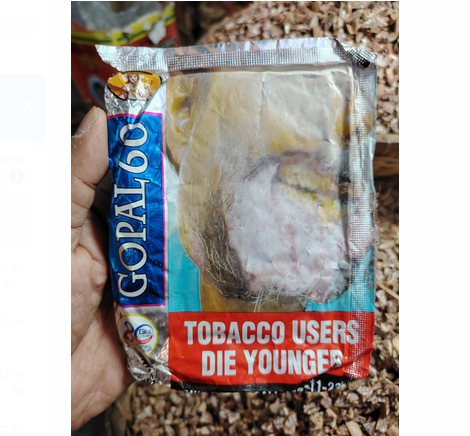 GOPAL 60
TOBACCO USERS
DIE YOUNGER